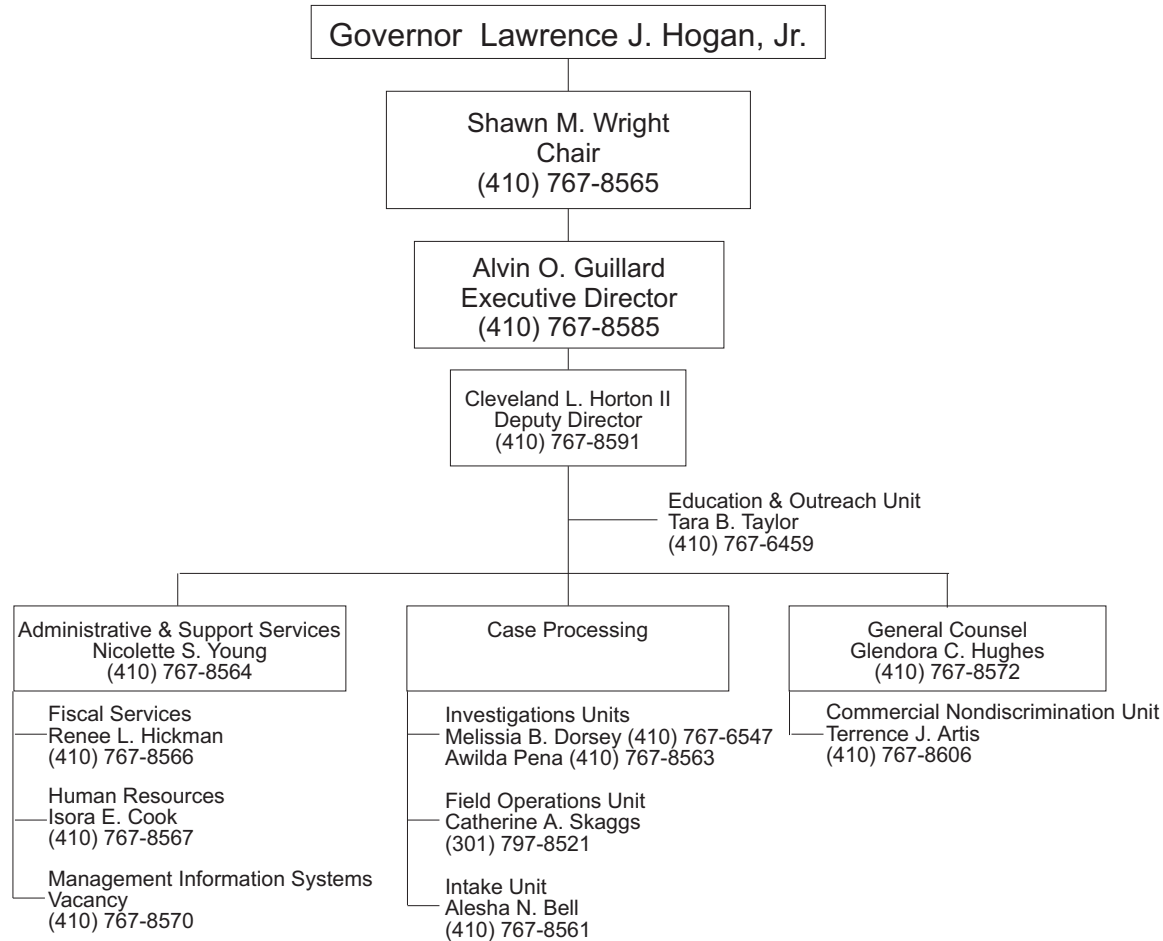 Governor Lawrence J. Hogan, Jr.
Shawn M. Wright
Chair
(410) 767-8565
Alvin O. Guillard
Executive Director
(410) 767-8585
Cleveland L. Horton II
Deputy Director
(410) 767-8591
Education & Outreach Unit
Tara B. Taylor
(410) 767-6459
Administrative & Support Services
Nicolette S. Young
(410) 767-8564
Fiscal Services
Renee L. Hickman
(410) 767-8566
Human Resources
Isora E. Cook
(410) 767-8567
Management Information Systems
Vacancy
(410) 767-8570
Case Processing
Investigations Units
Melissia B. Dorsey (410) 767-6547
Awilda Pena (410) 767-8563
Field Operations Unit
Catherine A. Skaggs
(301) 797-8521
Intake Unit
Alesha N. Bell
(410) 767-8561
General Counsel
Glendora C. Hughes
(410) 767-8572
Commercial Nondiscrimination Unit
Terrence J. Artis
(410) 767-8606